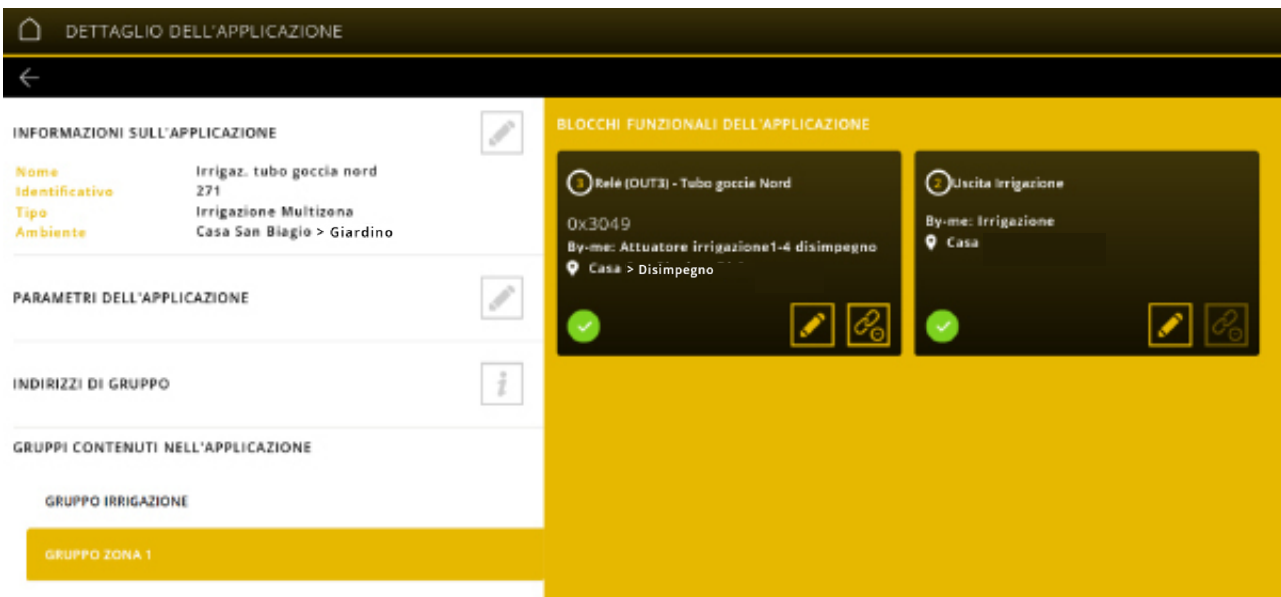 DETTAGLIO DELL'APPLICAZIONE
INFORMAZIONI SULL'APPLICAZIONE
Nome Irrigaz. tubo goccia nord
Identificativo 271
Tipo Irrigazione Multizona
Ambiente Casa San Biagio > Giardino
PARAMETRI DELL'APPLICAZIONE
INDIRIZZI DI GRUPPO
i
GRUPPI CONTENUTI NELL'APPLICAZIONE
GRUPPO IRRIGAZIONE
GRUPPO ZONA 1
BLOCCHI FUNZIONALI DELL'APPLICAZIONE
3 Relé (OUT3) - Tubo goccia Nord
0x3049
By-me: Attuatore irrigazione1-4 disimpegno
Casa > Disimpegno
2 Uscita Irrigazione
By-me: Irrigazione
Casa